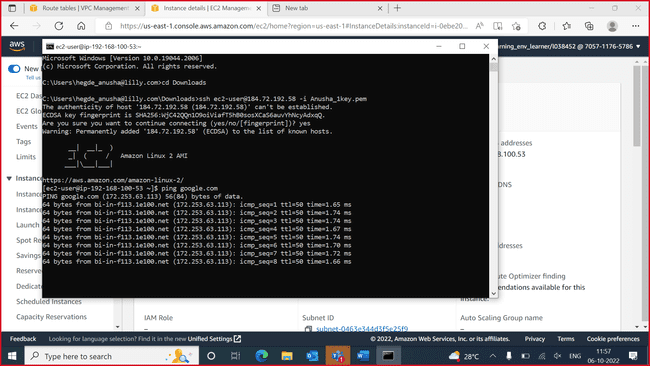 Route tables | VPC Management
Instance details | EC2 Managem
New tab
https://us-east-1.console.aws.amazon.com/ec2/home?region=us-east-1#InstanceDetails:instanceId=i-0ebe20...
aws
ning_env_learner/l038452 @ 7057-1176-5786
New
Tell us
EC2 Dash
EC2 Glo
Events
Tags
Limits
Instances
Instances
Instance
Launch
Spot Re
Savings
Reserve
Dedicate
Scheduled Instances
Capacity Reservations
ec2-user@ip-192-168-100-53:~
Microsoft Windows [Version 10.0.19044.2006]
(c) Microsoft Corporation. All rights reserved.
C:\Users\hegde_anusha@lilly.com>cd Downloads
C:\Users\hegde_anusha@lilly.com\Downloads>ssh ec2-user@184.72.192.58 -i Anusha_1key.pem
The authenticity of host '184.72.192.58 (184.72.192.58)' can't be established.
ECDSA key fingerprint is
Are you sure you want to continue connecting (yes/no/[fingerprint])? yes
Warning: Permanently added '184.72.192.58' (ECDSA) to the list of known hosts.
Amazon Linux 2 AMI
https://aws.amazon.com/amazon-linux-2/
[ec2-user@ip-192-168-100-53 ~]$ ping google.com
PING google.com (172.253.63.113) 56(84) bytes of data.
64 bytes from bi-in-f113.1e100.net (172.253.63.113): icmp_seq=1 ttl=50 time=1.65 ms
64 bytes from bi-in-f113.1e100.net (172.253.63.113): icmp_seq=2 ttl=50 time=1.74 ms
64 bytes from bi-in-f113.1e100.net (172.253.63.113): icmp_seq=3 ttl=50 time=1.74 ms
64 bytes from bi-in-f113.1e100.net (172.253.63.113): icmp_seq=4 ttl=50 time=1.67 ms
64 bytes from bi-in-f113.1e100.net (172.253.63.113): icmp_seq=5 ttl=50 time=1.74 ms
64 bytes from bi-in-f113.1e100.net (172.253.63.113): icmp_seq=6 ttl=50 time=1.70 ms
64 bytes from bi-in-f113.1e100.net (172.253.63.113): icmp_seq=7 ttl=50 time=1.72 ms
64 bytes from bi-in-f113.1e100.net (172.253.63.113): icmp_seq=8 ttl=50 time=1.66 ms
addresses
8.100.53
DNS
addresses
ute Optimizer finding
endations available for this
instance.
IAM Role
–
Subnet ID
subnet-0463e344d3f5e25f9
Auto Scaling Group name
–
Feedback
Looking for language selection? Find it in the new Unified Settings
© 2022, Amazon Web Services, Inc. or its affiliates.
Privacy
Terms
Cookie preferences
Type here to search
28°C
ENG
11:57
06-10-2022